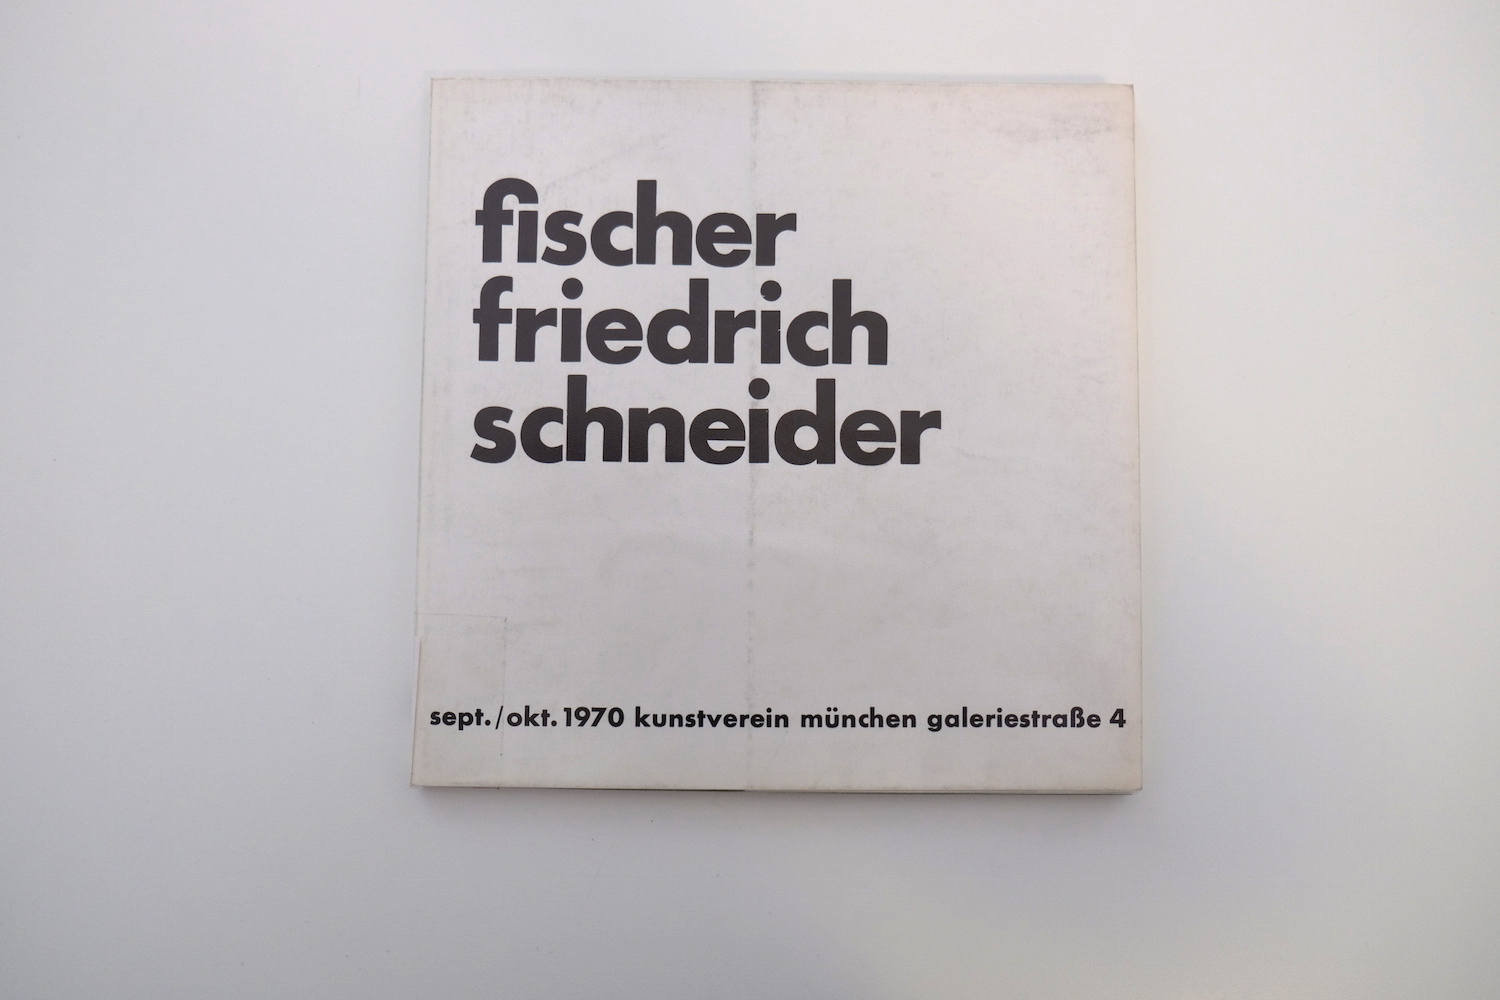 fischer
friedrich
schneider
sept./okt. 1970 kunstverein münchen galeriestraße 4